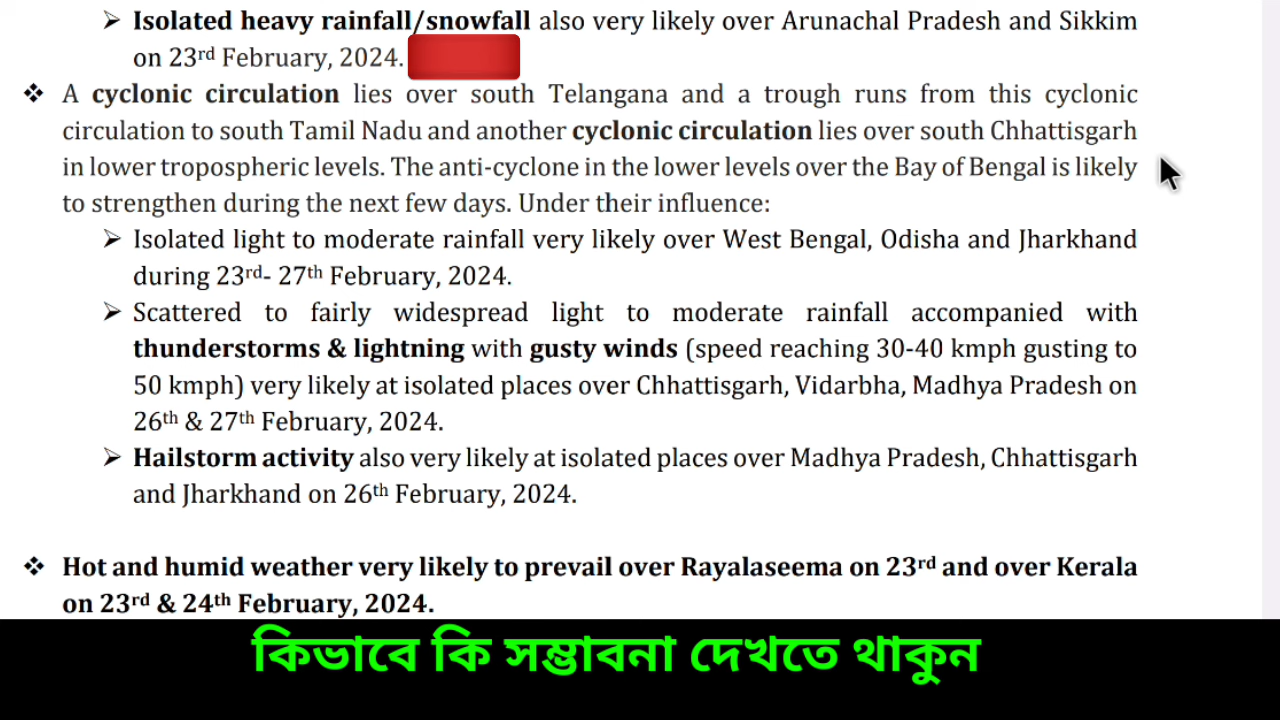 ➢ Isolated heavy rainfall/snowfall also very likely over Arunachal Pradesh and Sikkim
on 23rd February, 2024.
❖ A cyclonic circulation lies over south Telangana and a trough runs from this cyclonic
circulation to south Tamil Nadu and another cyclonic circulation lies over south Chhattisgarh
in lower tropospheric levels. The anti-cyclone in the lower levels over the Bay of Bengal is likely
to strengthen during the next few days. Under their influence:
➢ Isolated light to moderate rainfall very likely over West Bengal, Odisha and Jharkhand
during 23rd- 27th February, 2024.
➢ Scattered to fairly widespread light to moderate rainfall accompanied with
thunderstorms & lightning with gusty winds (speed reaching 30-40 kmph gusting to
50 kmph) very likely at isolated places over Chhattisgarh, Vidarbha, Madhya Pradesh on
26th & 27th February, 2024.
➢ Hailstorm activity also very likely at isolated places over Madhya Pradesh, Chhattisgarh
and Jharkhand on 26th February, 2024.
❖ Hot and humid weather very likely to prevail over Rayalaseema on 23rd and over Kerala
on 23rd & 24th February, 2024.
কিভাবে কি সম্ভাবনা দেখতে থাকুন